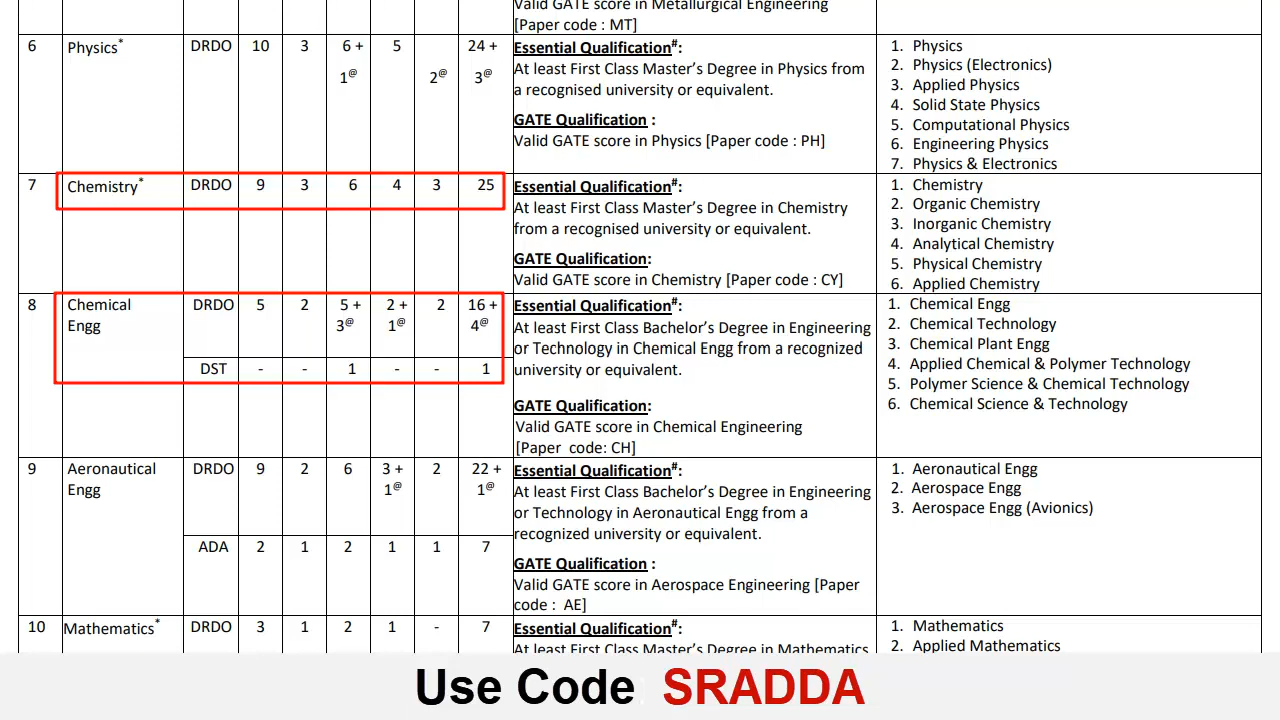 Valid GATE score in Metallurgical Engineering
[Paper code : MT]
6 Physics* DRDO 10 3 6 + 5 24 +
1@ 2@ 3@
Essential Qualification#:
At least First Class Master's Degree in Physics from
a recognised university or equivalent.
GATE Qualification :
Valid GATE score in Physics [Paper code : PH]
1. Physics
2. Physics (Electronics)
3. Applied Physics
4. Solid State Physics
5. Computational Physics
6. Engineering Physics
7. Physics & Electronics
7 Chemistry* DRDO 9 3 6 4 3 25
Essential Qualification#:
At least First Class Master's Degree in Chemistry
from a recognised university or equivalent.
GATE Qualification:
Valid GATE score in Chemistry [Paper code : CY]
1. Chemistry
2. Organic Chemistry
3. Inorganic Chemistry
4. Analytical Chemistry
5. Physical Chemistry
6. Applied Chemistry
8 Chemical DRDO 5 2 5 + 2 + 2 16 +
Engg 3@ 1@ 4@
DST - - 1 - - 1
Essential Qualification#:
At least First Class Bachelor's Degree in Engineering
or Technology in Chemical Engg from a recognized
university or equivalent.
GATE Qualification:
Valid GATE score in Chemical Engineering
[Paper code: CH]
1. Chemical Engg
2. Chemical Technology
3. Chemical Plant Engg
4. Applied Chemical & Polymer Technology
5. Polymer Science & Chemical Technology
6. Chemical Science & Technology
9 Aeronautical DRDO 9 2 6 3 + 2 22 +
Engg 1@ 1@
ADA 2 1 2 1 1 7
Essential Qualification#:
At least First Class Bachelor's Degree in Engineering
or Technology in Aeronautical Engg from a
recognized university or equivalent.
GATE Qualification :
Valid GATE score in Aerospace Engineering [Paper
code : AE]
1. Aeronautical Engg
2. Aerospace Engg
3. Aerospace Engg (Avionics)
10 Mathematics* DRDO 3 1 2 1 - 7
Essential Qualification#:
At least First Class Master's Degree in Mathematics
1. Mathematics
2. Applied Mathematics
Use Code SRADDA